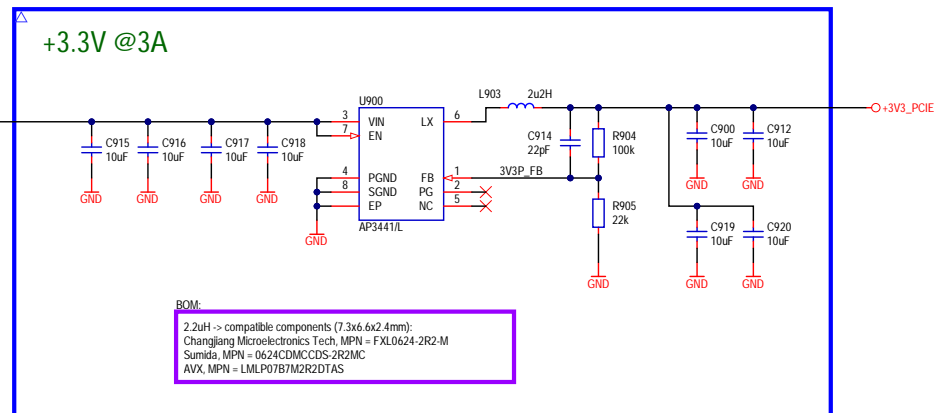 +3.3V @3A
L903 2u2H
U900
+3V3_PCIE
3 VIN LX 6
7 EN
C915 10uF
C916 10uF
C917 10uF
C918 10uF
C914 22pF
R904 100k
C900 10uF
C912 10uF
4 PGND FB 1 3V3P_FB
8 SGND PG 2
EP NC 5
AP3441/L
R905 22k
C919 10uF
C920 10uF
GND GND GND GND
GND
GND GND
GND GND GND
BOM:
2.2uH -> compatible components (7.3x6.6x2.4mm):
Changjiang Microelectronics Tech, MPN = FXL0624-2R2-M
Sumida, MPN = 0624CDMCCDS-2R2MC
AVX, MPN = LMLP07B7M2R2DTAS